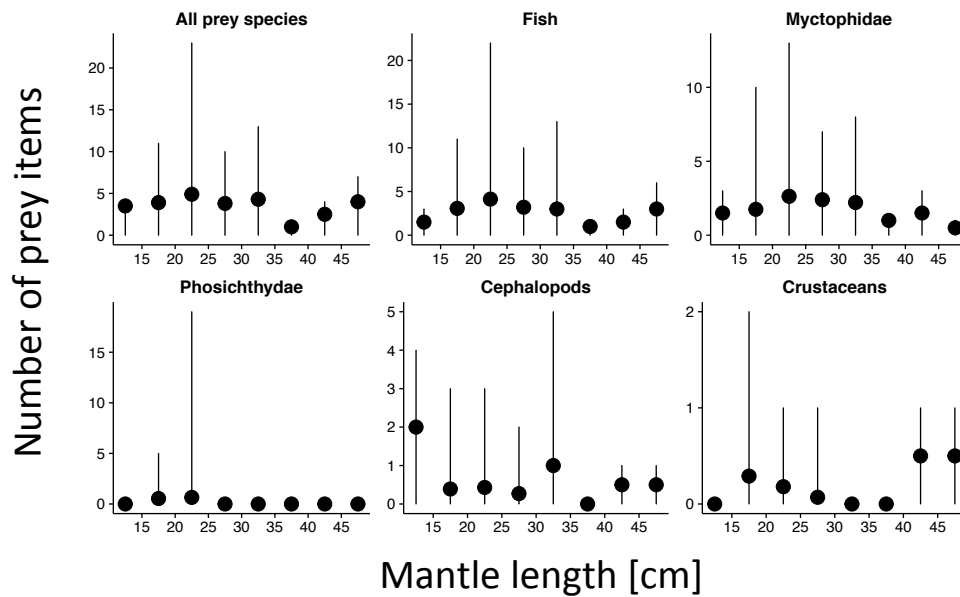 All prey species
Fish
Myctophidae
20
15
10
5
0
20
15
10
5
0
10
5
0
15 20 25 30 35 40 45
15 20 25 30 35 40 45
15 20 25 30 35 40 45
Number of prey items
Phosichthydae
Cephalopods
Crustaceans
15
10
5
0
5
4
3
2
1
0
2
1
0
15 20 25 30 35 40 45
15 20 25 30 35 40 45
15 20 25 30 35 40 45
Mantle length [cm]